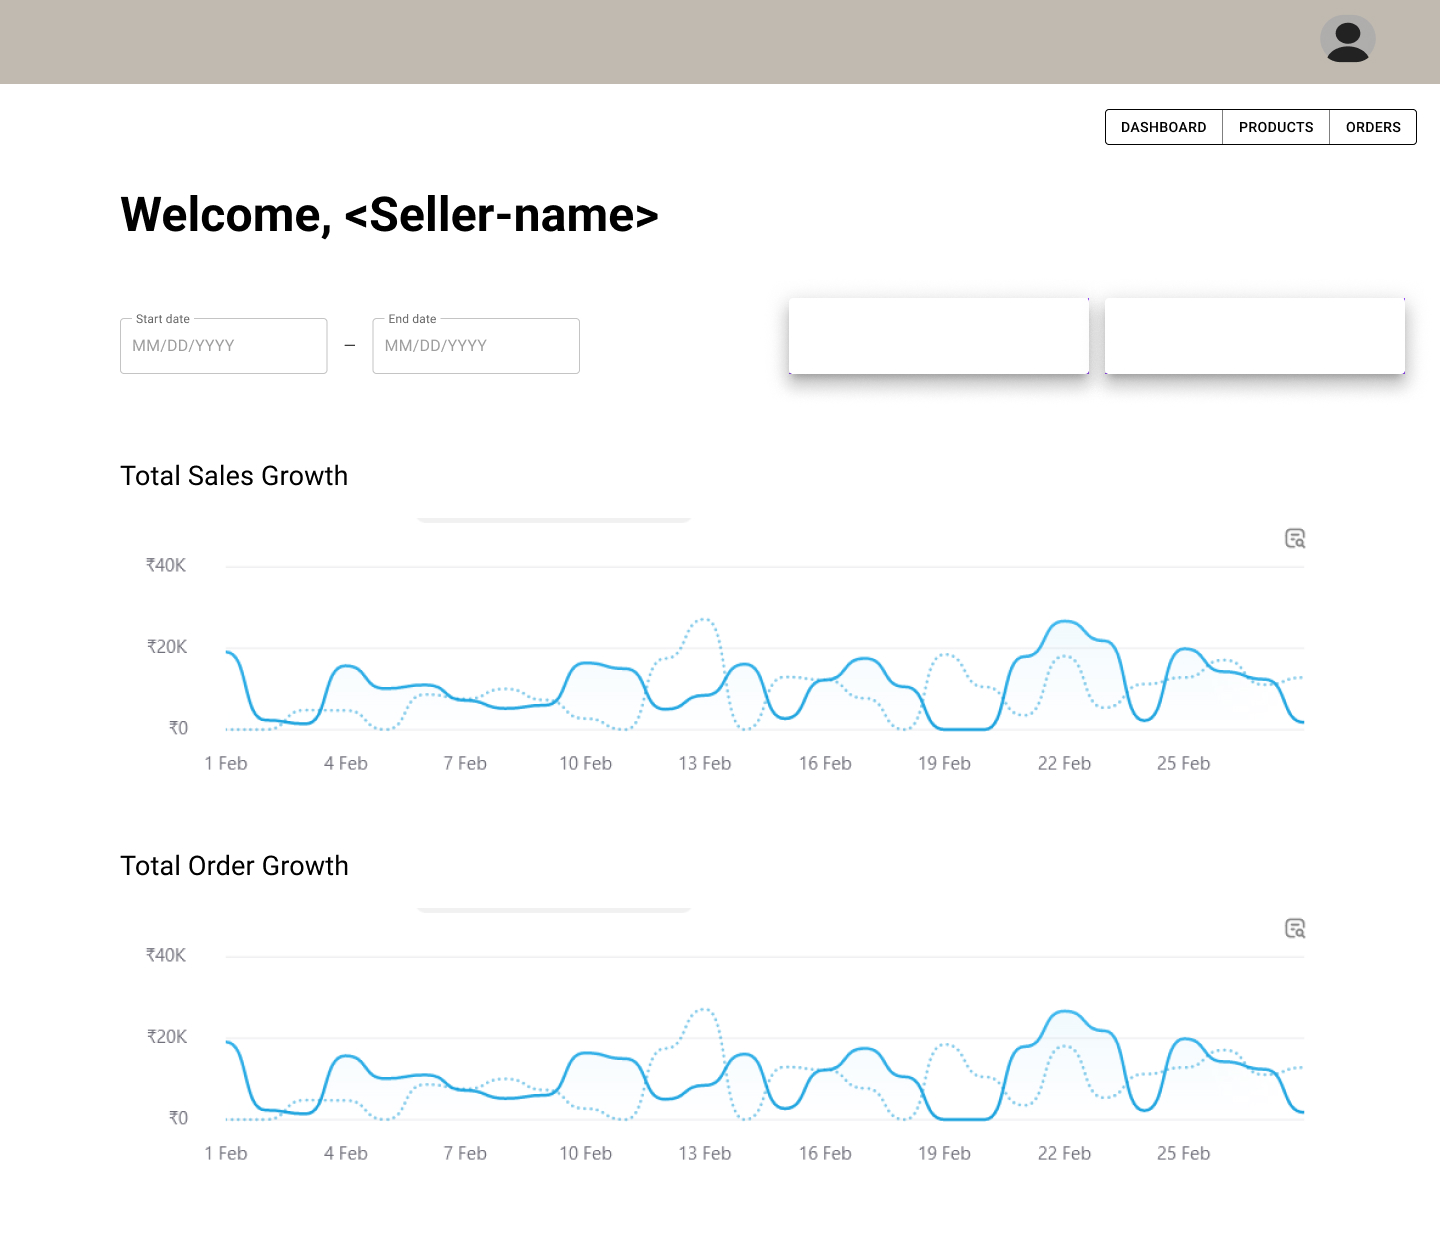 DASHBOARD PRODUCTS ORDERS
Welcome, <Seller-name>
Start date End date
MM/DD/YYYY – MM/DD/YYYY
Total Sales Growth
₹40K
₹20K
₹0
1 Feb 4 Feb 7 Feb 10 Feb 13 Feb 16 Feb 19 Feb 22 Feb 25 Feb
Total Order Growth
₹40K
₹20K
₹0
1 Feb 4 Feb 7 Feb 10 Feb 13 Feb 16 Feb 19 Feb 22 Feb 25 Feb